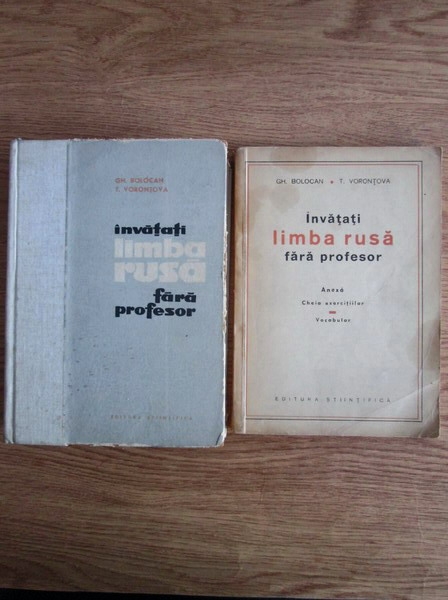 GH. BOLOCAN
T. VORONȚOVA
învățați
limba
rusă
fără
profesor
EDITURA ȘTIINȚIFICĂ
GH. BOLOCAN • T. VORONȚOVA
Învățați
limba rusă
fără profesor
Anexă
Cheia exercițiilor
Vocabular
EDITURA ȘTIINȚIFICĂ